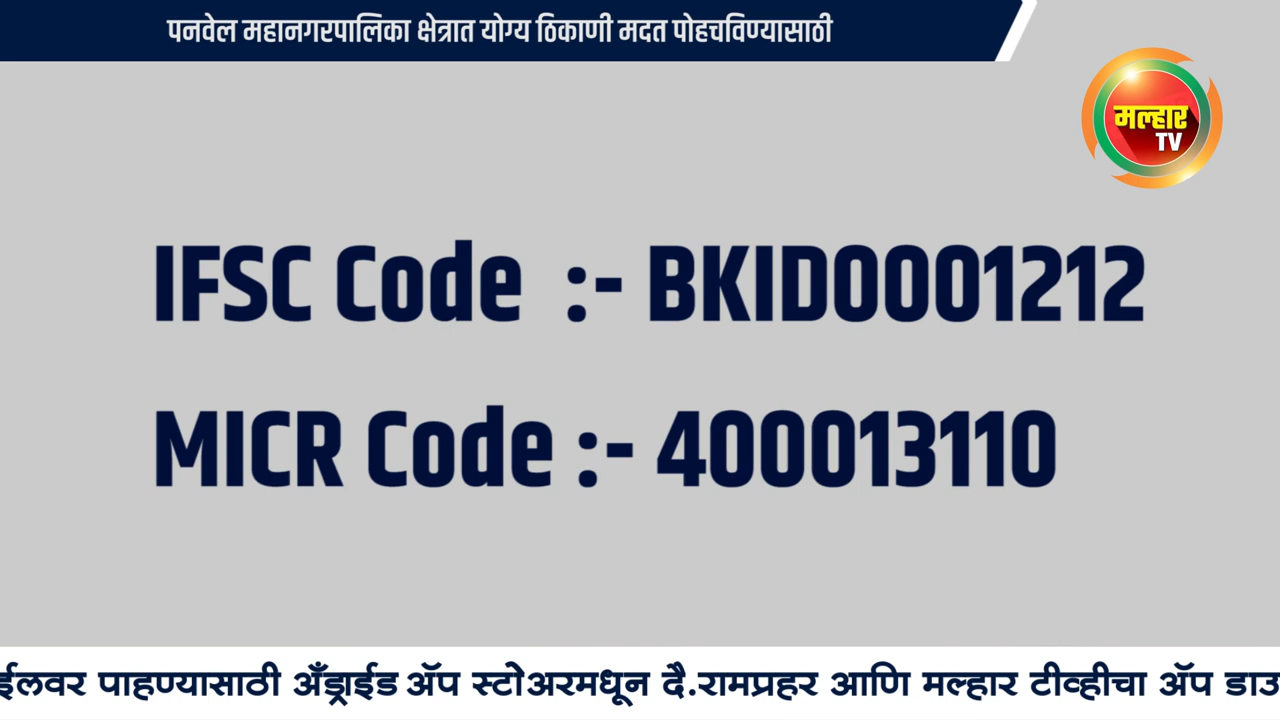 पनवेल महानगरपालिका क्षेत्रात योग्य ठिकाणी मदत पोहचविण्यासाठी
मल्हार
TV
IFSC Code :- BKID0001212
MICR Code :- 400013110
ईलवर पाहण्यासाठी अँड्राईड ॲप स्टोअरमधून दै.रामप्रहर आणि मल्हार टीव्हीचा ॲप डाउ